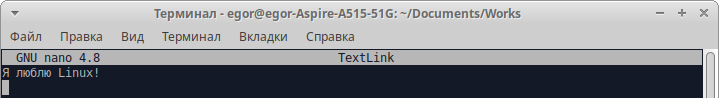 Терминал - egor@egor-Aspire-A515-51G: ~/Documents/Works
Файл Правка Вид Терминал Вкладки Справка
GNU nano 4.8 TextLink
Я люблю Linux!